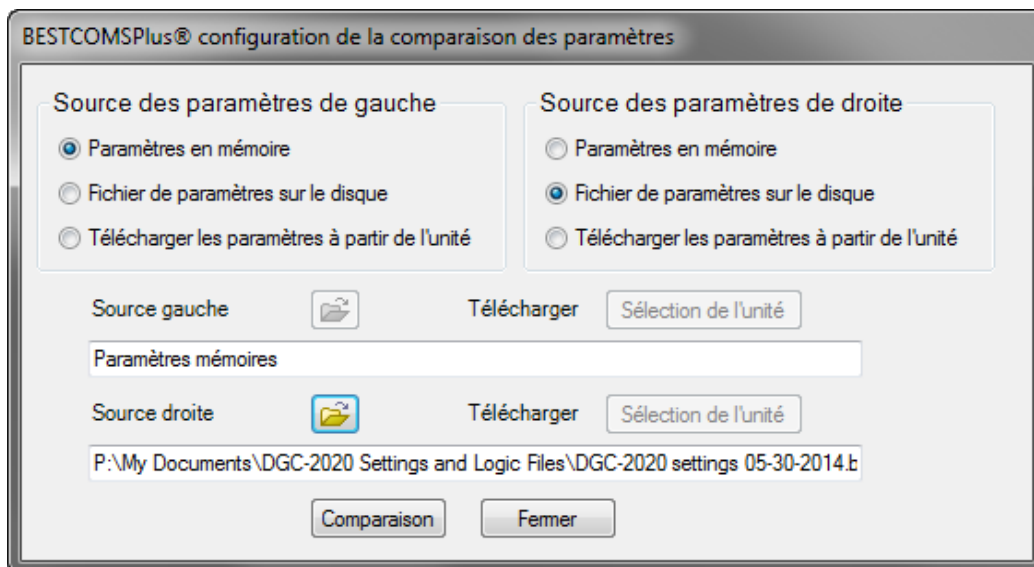 BESTCOMSPlus® configuration de la comparaison des paramètres
Source des paramètres de gauche
Paramètres en mémoire
Fichier de paramètres sur le disque
Télécharger les paramètres à partir de l'unité
Source des paramètres de droite
Paramètres en mémoire
Fichier de paramètres sur le disque
Télécharger les paramètres à partir de l'unité
Source gauche Télécharger Sélection de l'unité
Paramètres mémoires
Source droite Télécharger Sélection de l'unité
P:\My Documents\DGC-2020 Settings and Logic Files\DGC-2020 settings 05-30-2014.b
Comparaison Fermer